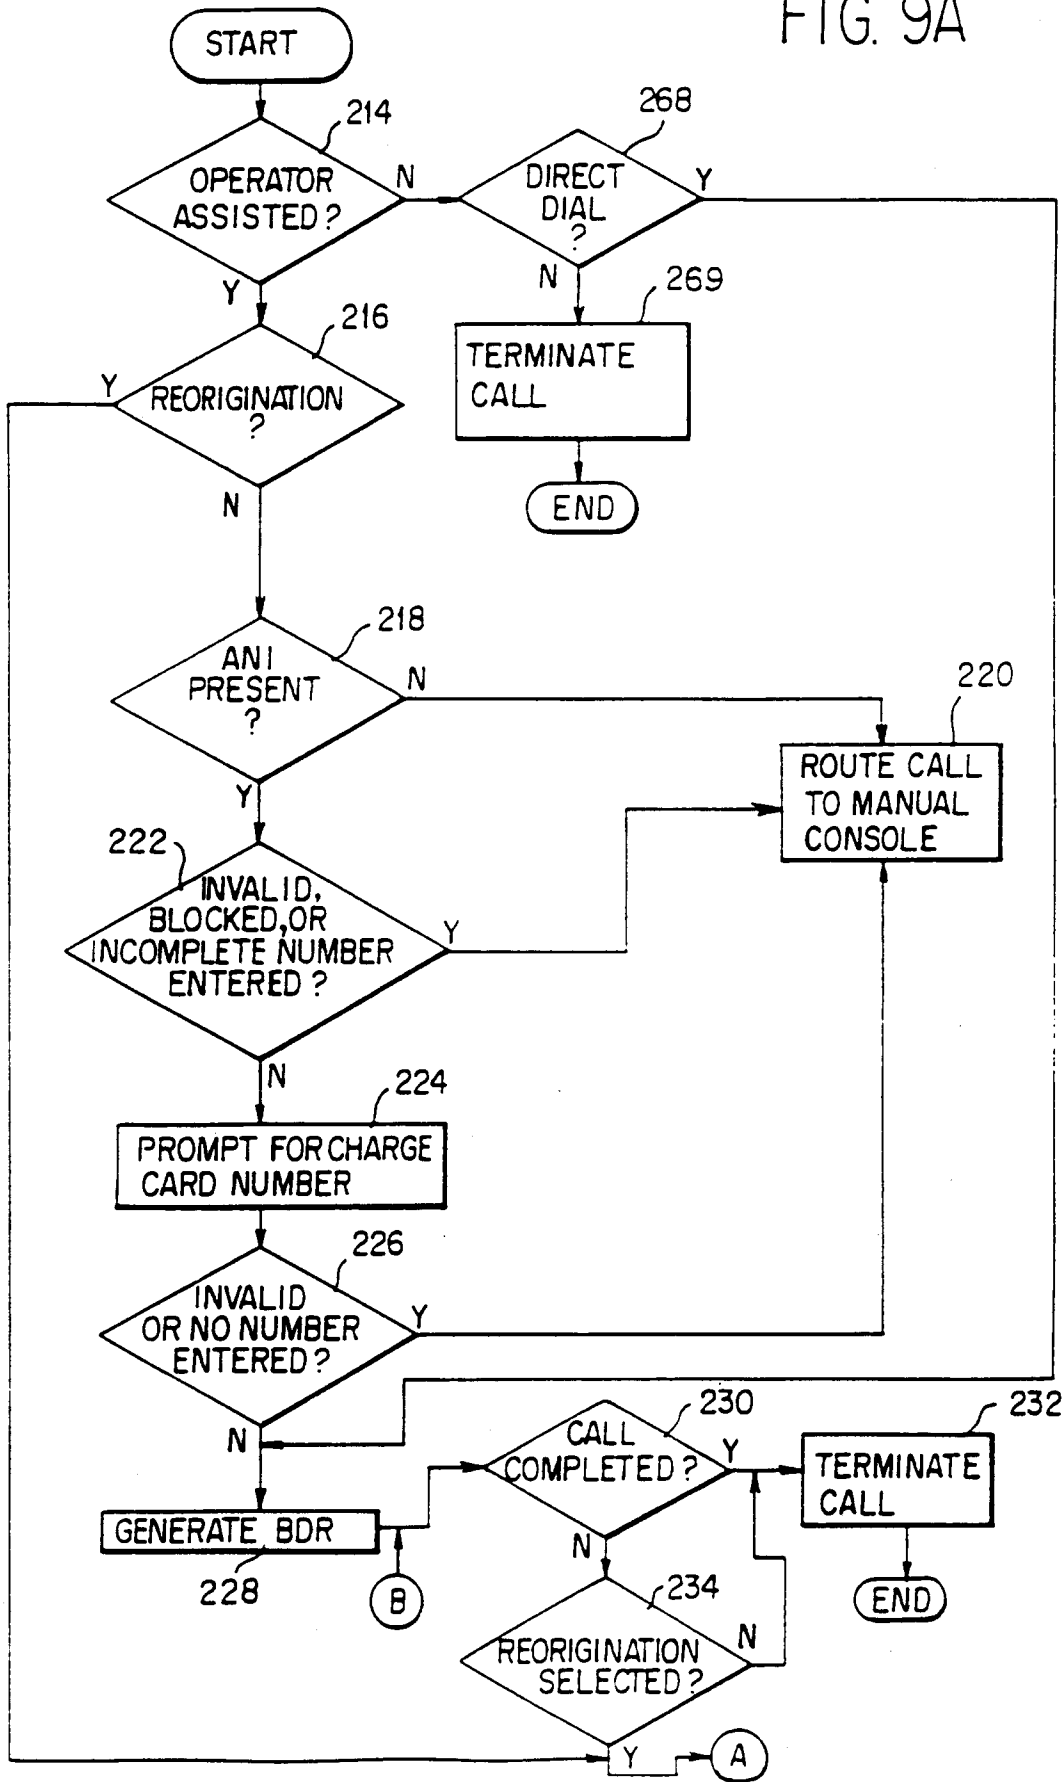 FIG. 9A
START
214
OPERATOR
ASSISTED?
N
Y
268
DIRECT
DIAL
?
Y
N
269
TERMINATE
CALL
END
216
REORIGINATION
?
Y
N
218
ANI
PRESENT
?
N
Y
220
ROUTE CALL
TO MANUAL
CONSOLE
222
INVALID,
BLOCKED, OR
INCOMPLETE NUMBER
ENTERED?
Y
N
224
PROMPT FOR CHARGE
CARD NUMBER
226
INVALID
OR NO NUMBER
ENTERED?
Y
N
GENERATE BDR
228
B
230
CALL
COMPLETED?
Y
N
232
TERMINATE
CALL
END
234
REORIGINATION
SELECTED?
N
Y
A